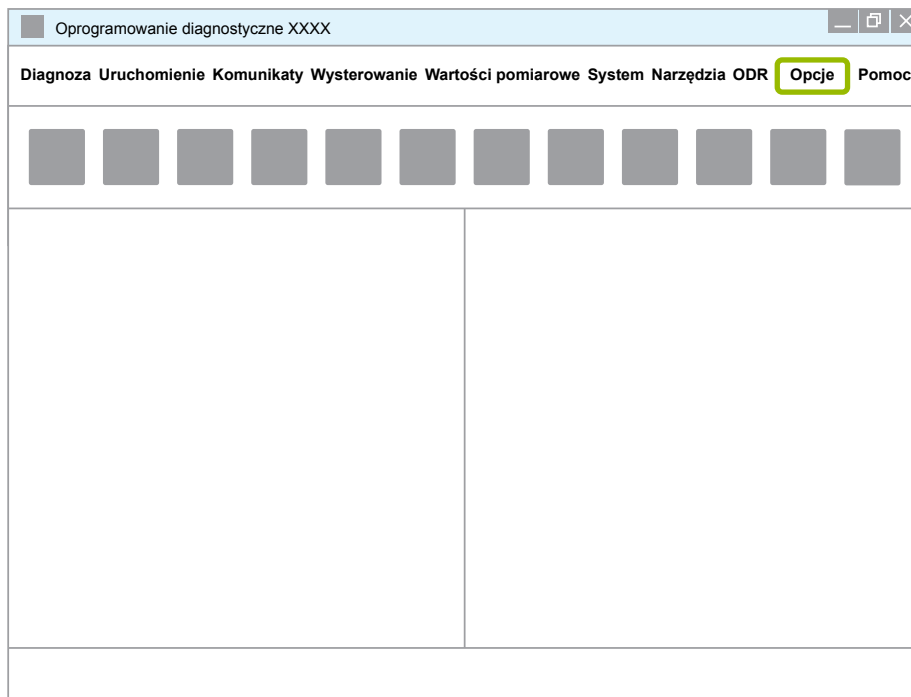 Oprogramowanie diagnostyczne XXXX
Diagnoza Uruchomienie Komunikaty Wysterowanie Wartości pomiarowe System Narzędzia ODR Opcje Pomoc